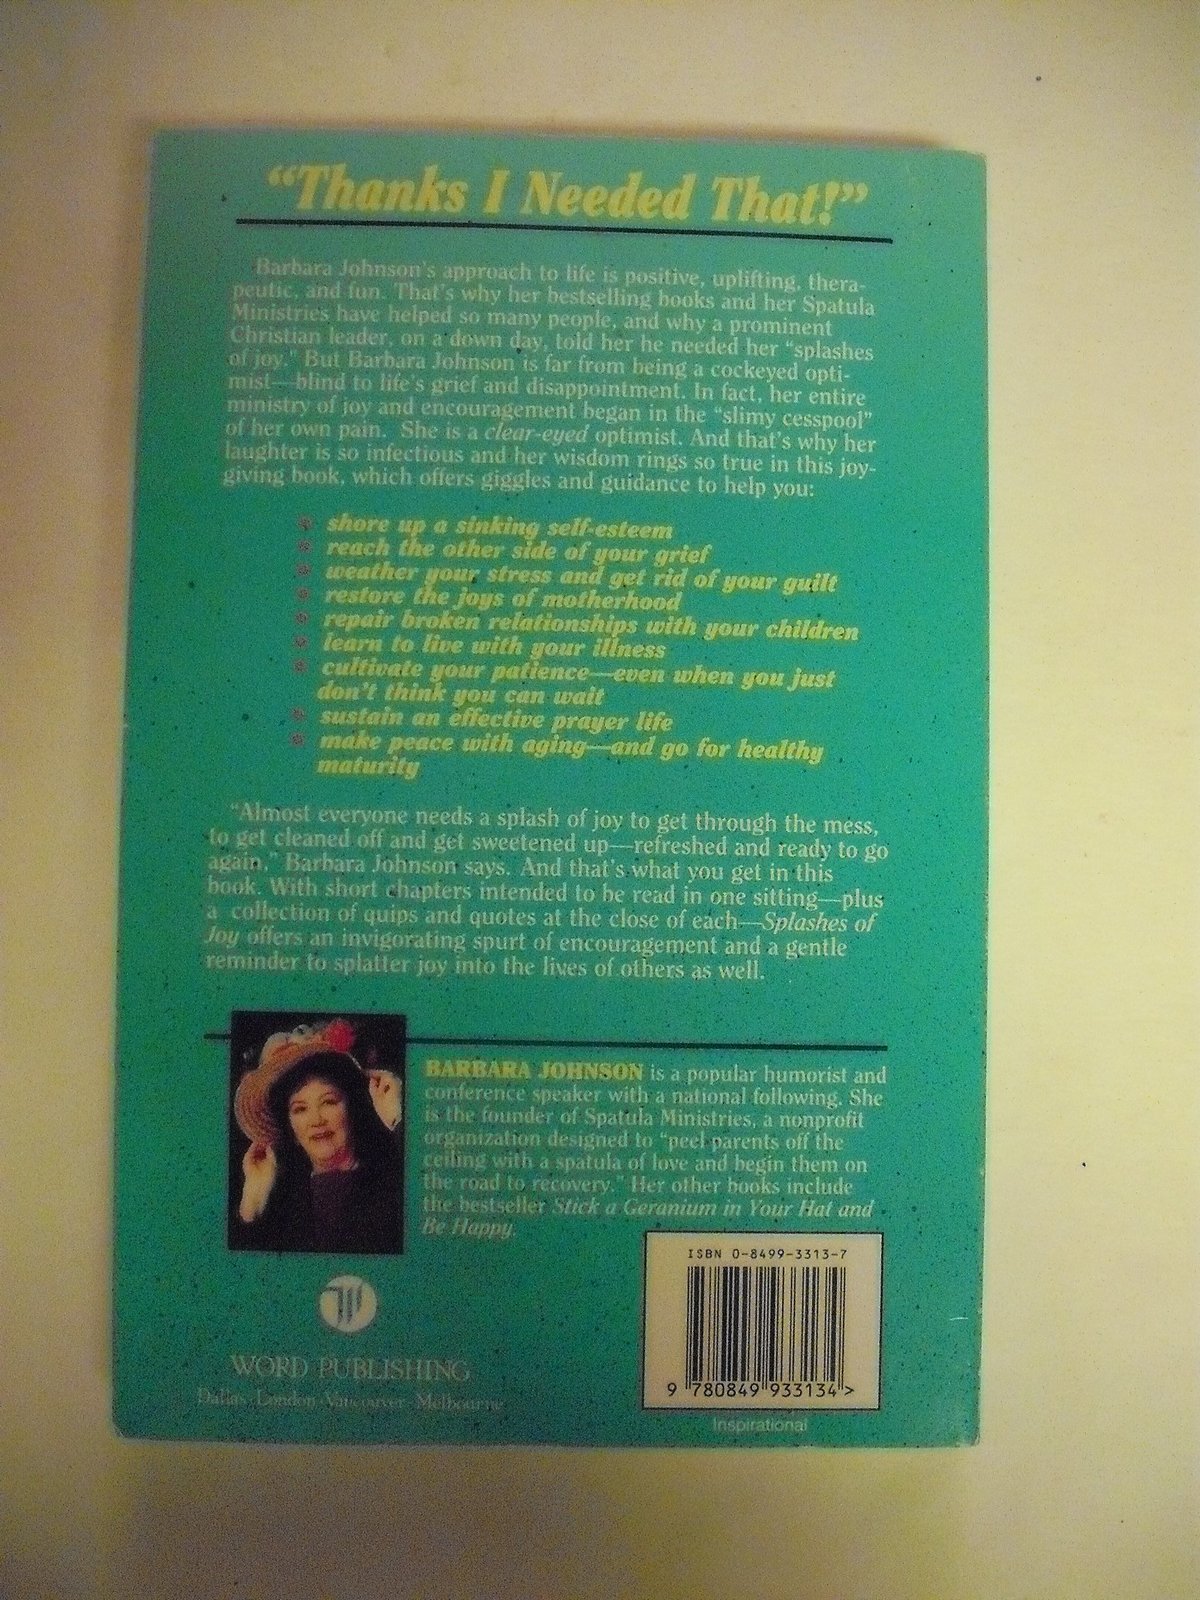 “Thanks I Needed That!”
Barbara Johnson's approach to life is positive, uplifting, thera-
peutic, and fun. That's why her bestselling books and her Spatula
Ministries have helped so many people, and why a prominent
Christian leader, on a down day, told her he needed her “splashes
of joy.” But Barbara Johnson is far from being a cockeyed opti-
mist—blind to life's grief and disappointment. In fact, her entire
ministry of joy and encouragement began in the “slimy cesspool”
of her own pain. She is a clear-eyed optimist. And that's why her
laughter is so infectious and her wisdom rings so true in this joy-
giving book, which offers giggles and guidance to help you:
shore up a sinking self-esteem
reach the other side of your grief
weather your stress and get rid of your guilt
restore the joys of motherhood
repair broken relationships with your children
learn to live with your illness
cultivate your patience—even when you just
don't think you can wait
sustain an effective prayer life
make peace with aging—and go for healthy
maturity
“Almost everyone needs a splash of joy to get through the mess,
to get cleaned off and get sweetened up—refreshed and ready to go
again,” Barbara Johnson says. And that's what you get in this
book. With short chapters intended to be read in one sitting—plus
a collection of quips and quotes at the close of each—Splashes of
Joy offers an invigorating spurt of encouragement and a gentle
reminder to splatter joy into the lives of others as well.
BARBARA JOHNSON is a popular humorist and
conference speaker with a national following. She
is the founder of Spatula Ministries, a nonprofit
organization designed to “peel parents off the
ceiling with a spatula of love and begin them on
the road to recovery.” Her other books include
the bestseller Stick a Geranium in Your Hat and
Be Happy.
WORD PUBLISHING
Dallas·London·Vancouver·Melbourne
ISBN 0-8499-3313-7
9 780849 933134 >
Inspirational